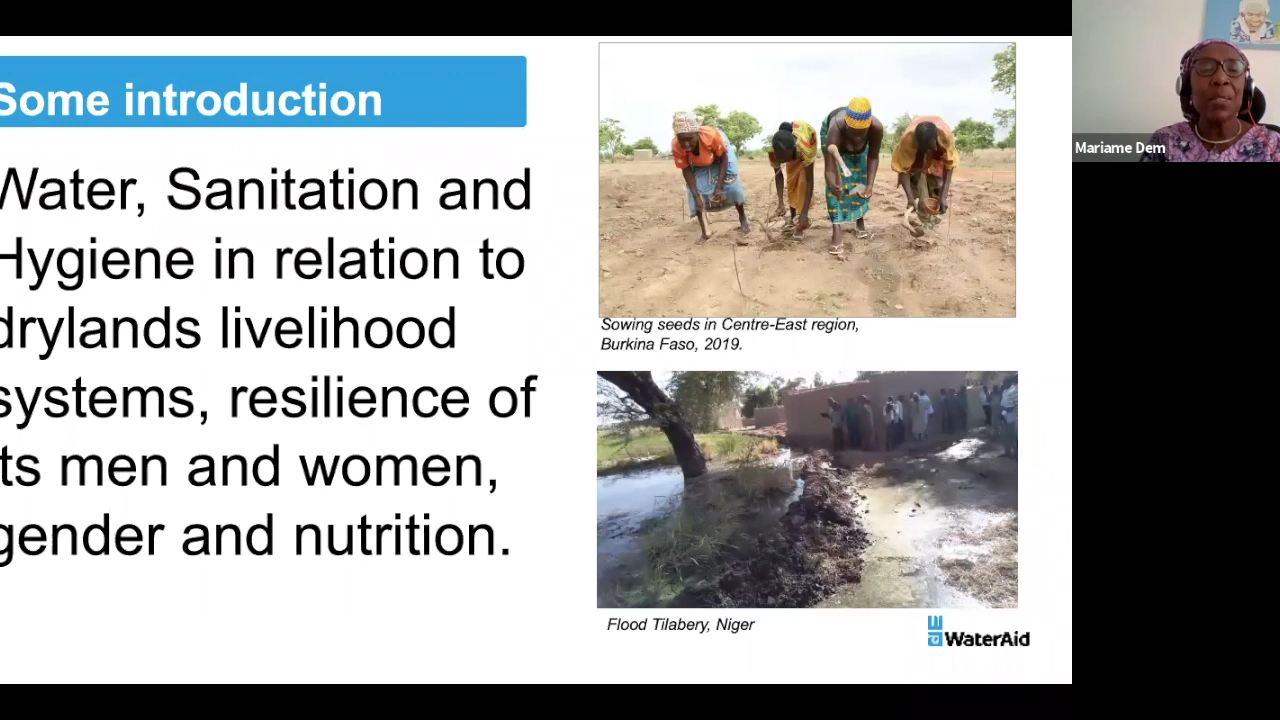 Some introduction
Water, Sanitation and
Hygiene in relation to
drylands livelihood
systems, resilience of
its men and women,
gender and nutrition.
Sowing seeds in Centre-East region,
Burkina Faso, 2019.
Flood Tilabery, Niger
WaterAid
Mariame Dem